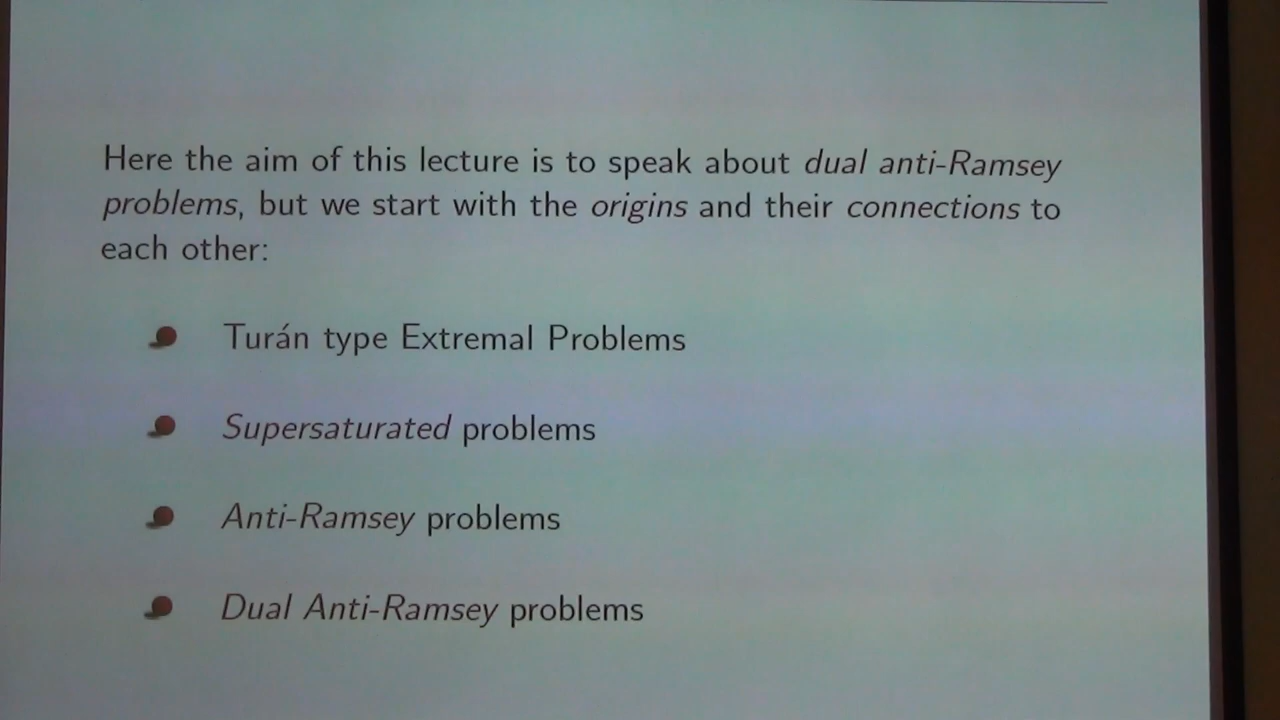 Here the aim of this lecture is to speak about dual anti-Ramsey
problems, but we start with the origins and their connections to
each other:
Turán type Extremal Problems
Supersaturated problems
Anti-Ramsey problems
Dual Anti-Ramsey problems